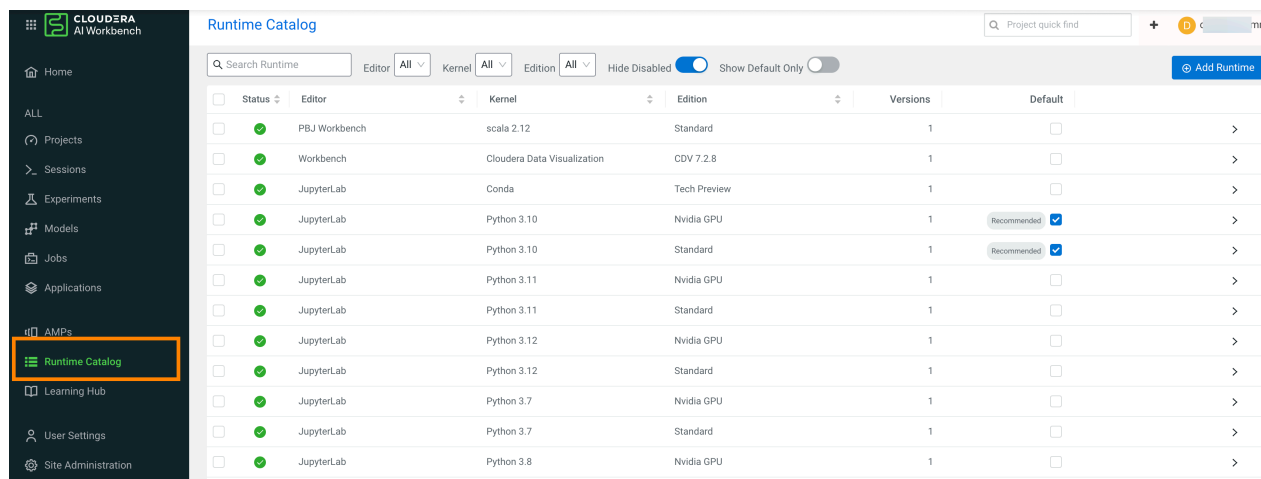 CLOUDERA
AI Workbench
Home
ALL
Projects
Sessions
Experiments
Models
Jobs
Applications
AMPs
Runtime Catalog
Learning Hub
User Settings
Site Administration
Runtime Catalog
Project quick find
D
Search Runtime Editor All Kernel All Edition All Hide Disabled Show Default Only Add Runtime
Status Editor Kernel Edition Versions Default
PBJ Workbench scala 2.12 Standard 1
Workbench Cloudera Data Visualization CDV 7.2.8 1
JupyterLab Conda Tech Preview 1
JupyterLab Python 3.10 Nvidia GPU 1 Recommended
JupyterLab Python 3.10 Standard 1 Recommended
JupyterLab Python 3.11 Nvidia GPU 1
JupyterLab Python 3.11 Standard 1
JupyterLab Python 3.12 Nvidia GPU 1
JupyterLab Python 3.12 Standard 1
JupyterLab Python 3.7 Nvidia GPU 1
JupyterLab Python 3.7 Standard 1
JupyterLab Python 3.8 Nvidia GPU 1